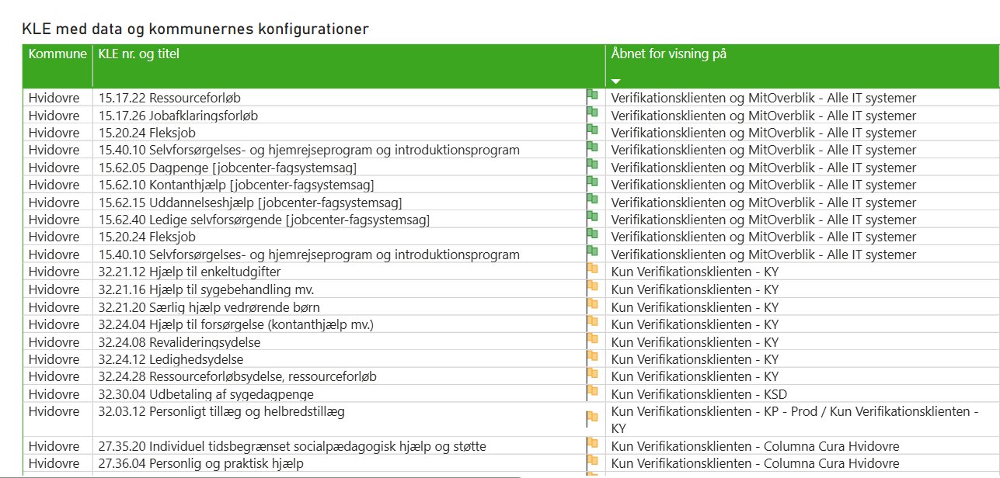 KLE med data og kommunernes konfigurationer
Kommune KLE nr. og titel Åbnet for visning på
Hvidovre 15.17.22 Ressourceforløb Verifikationsklienten og MitOverblik - Alle IT systemer
Hvidovre 15.17.26 Jobafklaringsforløb Verifikationsklienten og MitOverblik - Alle IT systemer
Hvidovre 15.20.24 Fleksjob Verifikationsklienten og MitOverblik - Alle IT systemer
Hvidovre 15.40.10 Selvforsørgelses- og hjemrejseprogram og introduktionsprogram Verifikationsklienten og MitOverblik - Alle IT systemer
Hvidovre 15.62.05 Dagpenge [jobcenter-fagsystemsag] Verifikationsklienten og MitOverblik - Alle IT systemer
Hvidovre 15.62.10 Kontanthjælp [jobcenter-fagsystemsag] Verifikationsklienten og MitOverblik - Alle IT systemer
Hvidovre 15.62.15 Uddannelseshjælp [jobcenter-fagsystemsag] Verifikationsklienten og MitOverblik - Alle IT systemer
Hvidovre 15.62.40 Ledige selvforsørgende [jobcenter-fagsystemsag] Verifikationsklienten og MitOverblik - Alle IT systemer
Hvidovre 15.20.24 Fleksjob Verifikationsklienten og MitOverblik - Alle IT systemer
Hvidovre 15.40.10 Selvforsørgelses- og hjemrejseprogram og introduktionsprogram Verifikationsklienten og MitOverblik - Alle IT systemer
Hvidovre 32.21.12 Hjælp til enkeltudgifter Kun Verifikationsklienten - KY
Hvidovre 32.21.16 Hjælp til sygebehandling mv. Kun Verifikationsklienten - KY
Hvidovre 32.21.20 Særlig hjælp vedrørende børn Kun Verifikationsklienten - KY
Hvidovre 32.24.04 Hjælp til forsørgelse (kontanthjælp mv.) Kun Verifikationsklienten - KY
Hvidovre 32.24.08 Revalideringsydelse Kun Verifikationsklienten - KY
Hvidovre 32.24.12 Ledighedsydelse Kun Verifikationsklienten - KY
Hvidovre 32.24.28 Ressourceforløbsydelse, ressourceforløb Kun Verifikationsklienten - KY
Hvidovre 32.30.04 Udbetaling af sygedagpenge Kun Verifikationsklienten - KSD
Hvidovre 32.03.12 Personligt tillæg og helbredstillæg Kun Verifikationsklienten - KP - Prod / Kun Verifikationsklienten -
KY
Hvidovre 27.35.20 Individuel tidsbegrænset socialpædagogisk hjælp og støtte Kun Verifikationsklienten - Columna Cura Hvidovre
Hvidovre 27.36.04 Personlig og praktisk hjælp Kun Verifikationsklienten - Columna Cura Hvidovre